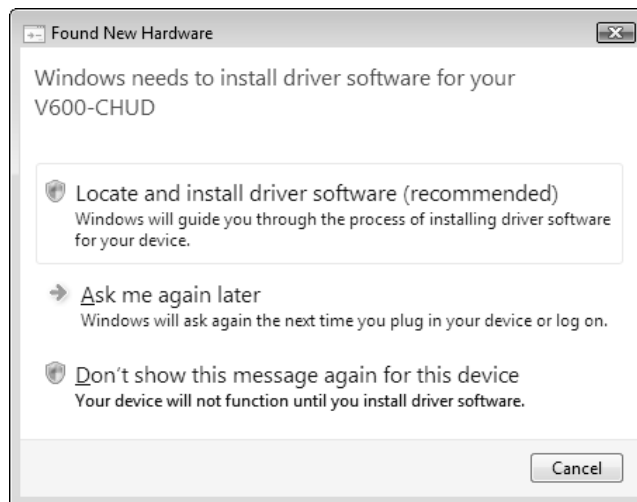 Found New Hardware
Windows needs to install driver software for your
V600-CHUD
Locate and install driver software (recommended)
Windows will guide you through the process of installing driver software
for your device.
Ask me again later
Windows will ask again the next time you plug in your device or log on.
Don't show this message again for this device
Your device will not function until you install driver software.
Cancel